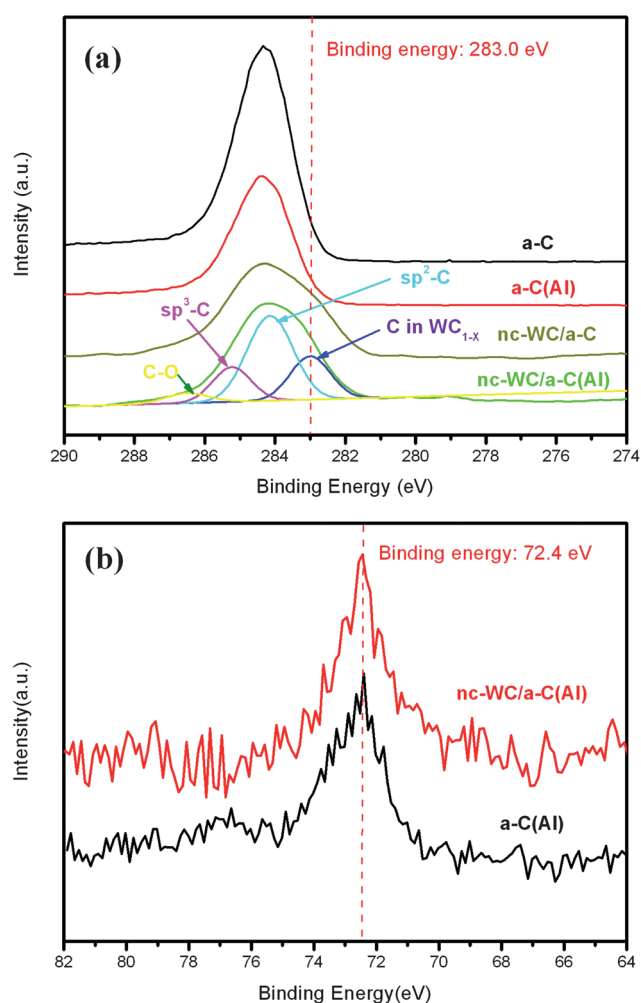 (a)
Binding energy: 283.0 eV
a-C
a-C(Al)
sp²-C
sp³-C
C in WC₁₋ₓ
nc-WC/a-C
C-O
nc-WC/a-C(Al)
Intensity (a.u.)
290 288 286 284 282 280 278 276 274
Binding Energy (eV)
(b)
Binding energy: 72.4 eV
nc-WC/a-C(Al)
a-C(Al)
Intensity(a.u.)
82 80 78 76 74 72 70 68 66 64
Binding Energy(eV)